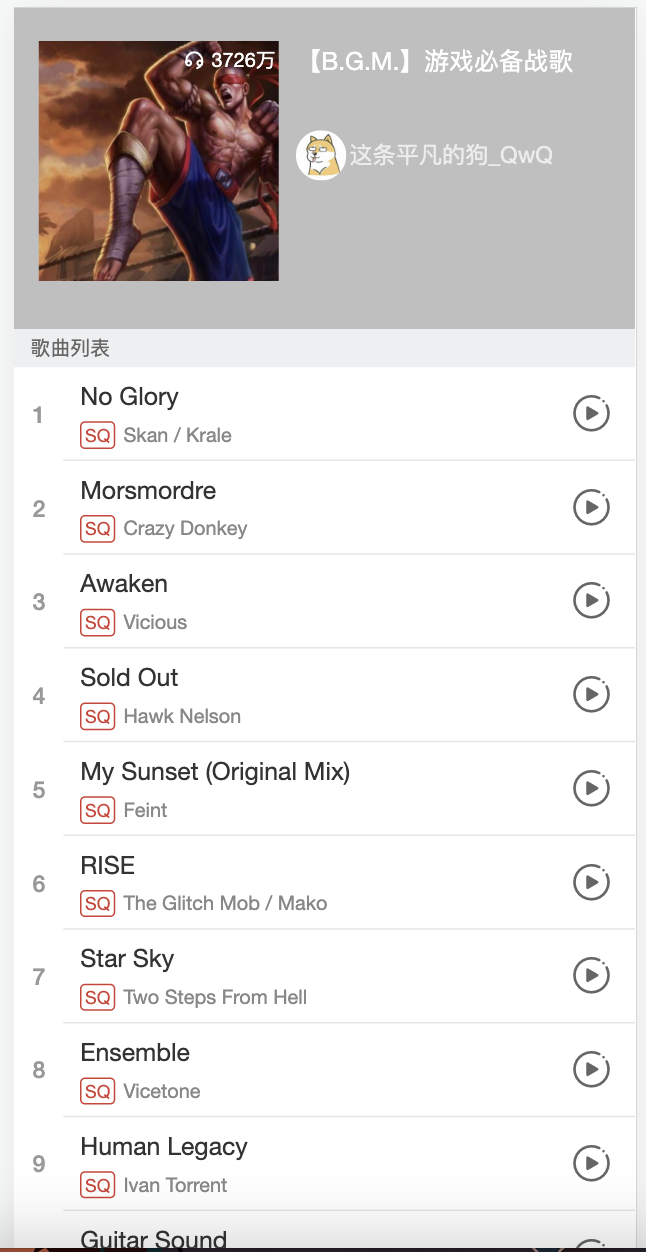 3726万
【B.G.M.】游戏必备战歌
这条平凡的狗_QwQ
歌曲列表
1
No Glory
SQ Skan / Krale
2
Morsmordre
SQ Crazy Donkey
3
Awaken
SQ Vicious
4
Sold Out
SQ Hawk Nelson
5
My Sunset (Original Mix)
SQ Feint
6
RISE
SQ The Glitch Mob / Mako
7
Star Sky
SQ Two Steps From Hell
8
Ensemble
SQ Vicetone
9
Human Legacy
SQ Ivan Torrent
Guitar Sound